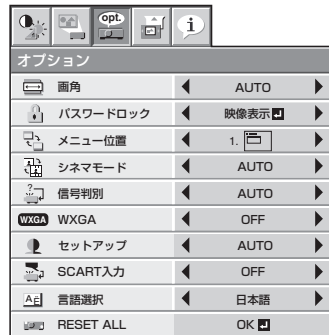 opt.
i
オプション
画角 AUTO
パスワードロック 映像表示
メニュー位置 1.
シネマモード AUTO
信号判別 AUTO
WXGA WXGA OFF
セットアップ AUTO
SCART入力 OFF
言語選択 日本語
RESET ALL OK